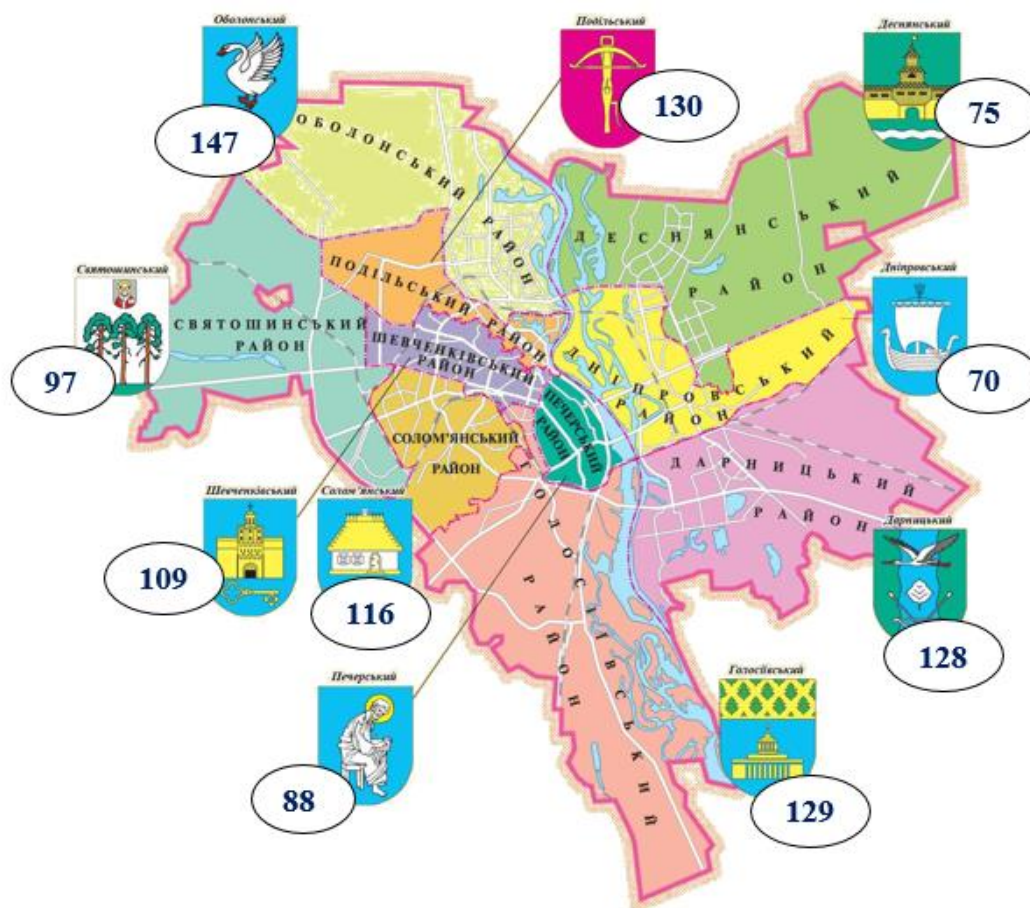 Оболонський
147
Подільський
130
Деснянський
75
ОБОЛОНСЬКИЙ РАЙОН
ДЕСНЯНСЬКИЙ
РАЙОН
ПОДІЛЬСЬКИЙ РАЙОН
Святошинський
97
СВЯТОШИНСЬКИЙ
РАЙОН
ШЕВЧЕНКІВСЬКИЙ
РАЙОН
ДНІПРОВСЬКИЙ
РАЙОН
Дніпровський
70
ПЕЧЕРСЬКИЙ
РАЙОН
СОЛОМ'ЯНСЬКИЙ
РАЙОН
ДАРНИЦЬКИЙ
РАЙОН
Шевченківський
109
Солом'янський
116
ГОЛОСІЇВСЬКИЙ
РАЙОН
Дарницький
128
Печерський
88
Голосіївський
129